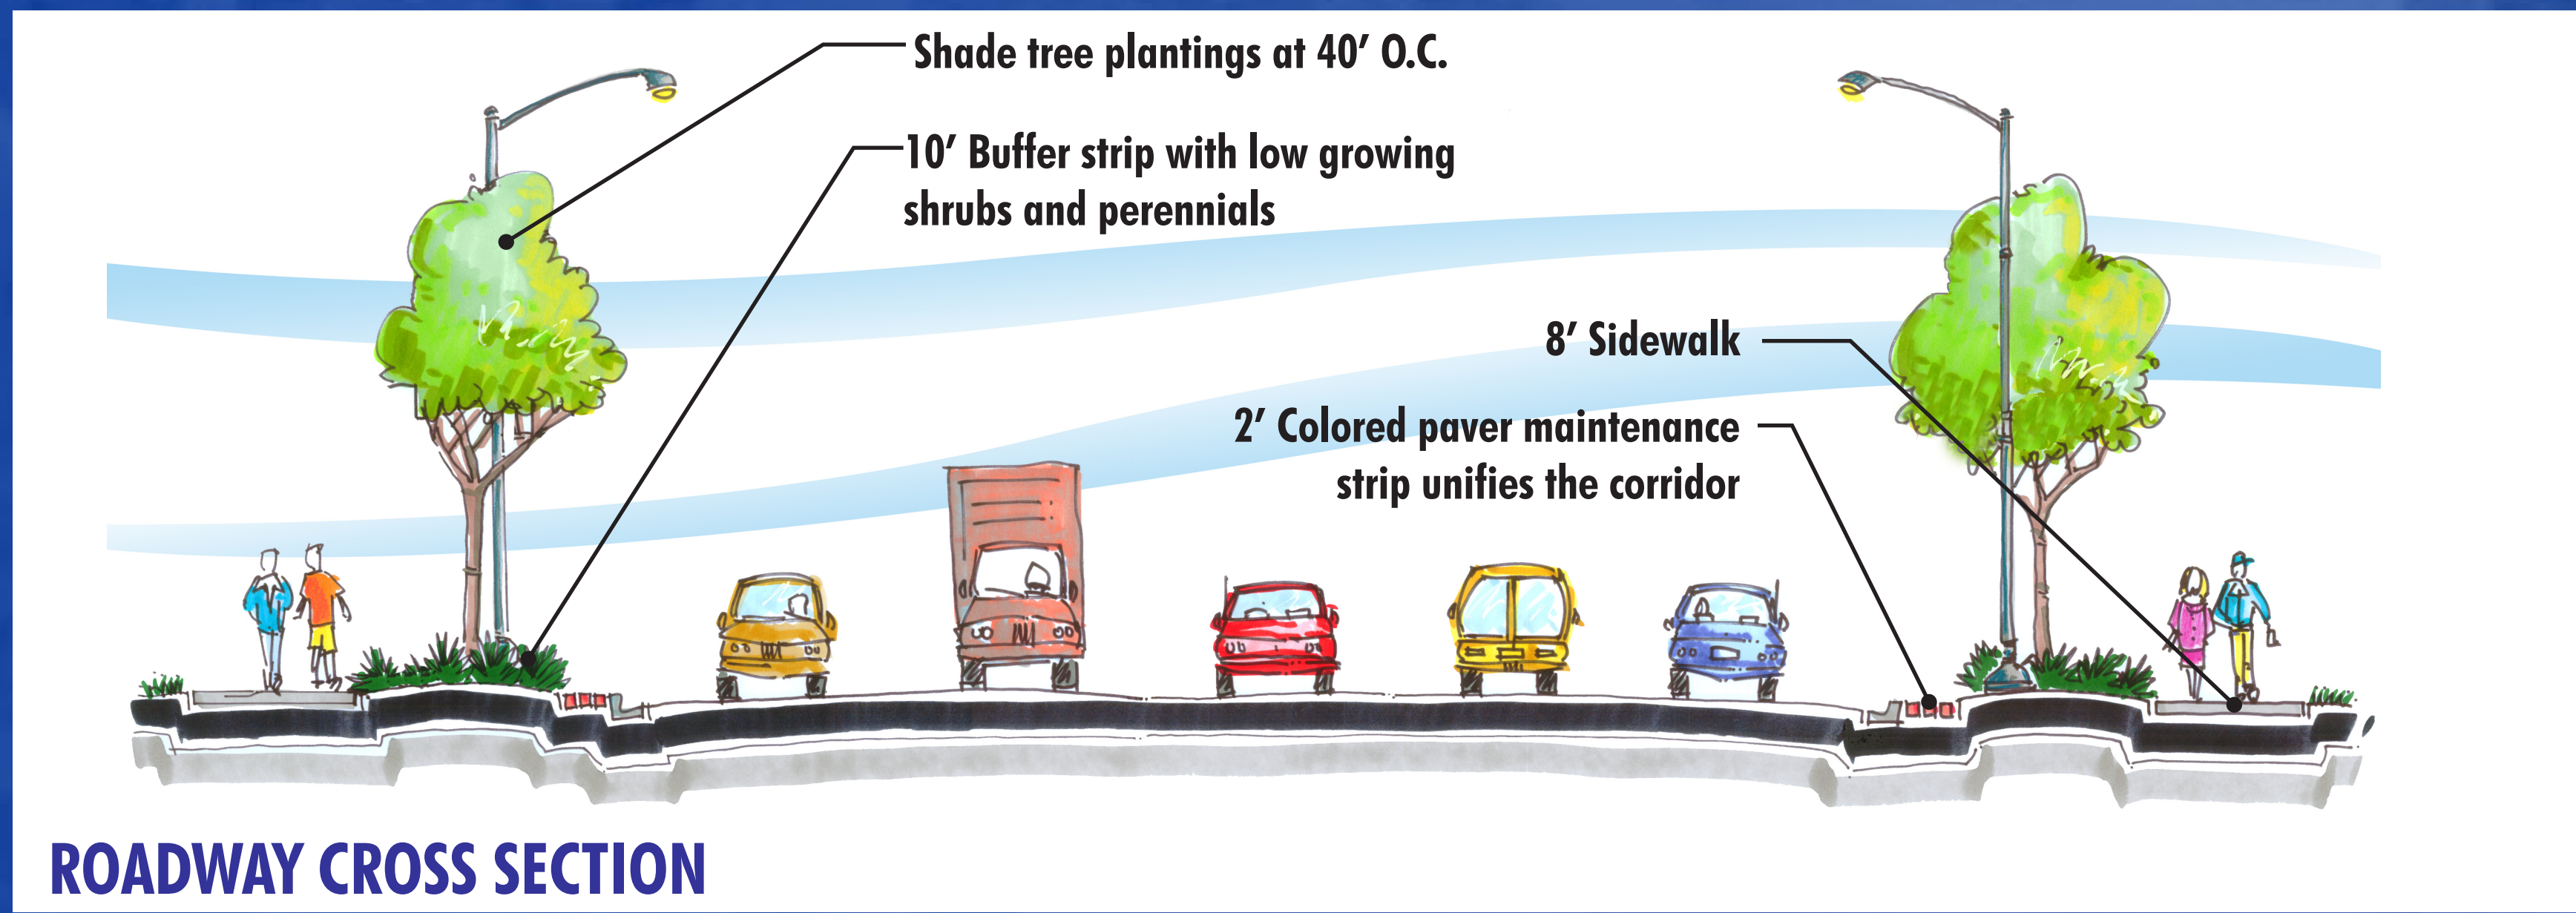 Shade tree plantings at 40’ O.C.
10’ Buffer strip with low growing
shrubs and perennials
8’ Sidewalk
2’ Colored paver maintenance
strip unifies the corridor
ROADWAY CROSS SECTION